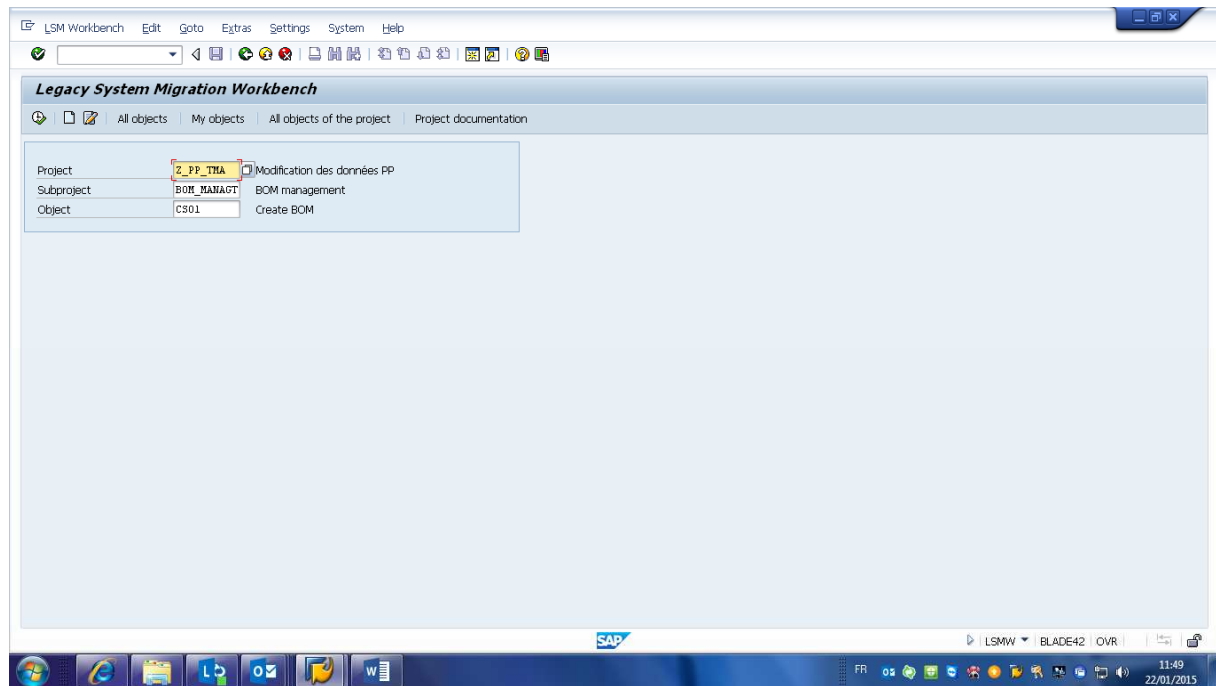 LSM Workbench Edit Goto Extras Settings System Help
Legacy System Migration Workbench
All objects My objects All objects of the project Project documentation
Project Z_PP_TMA Modification des données PP
Subproject BOM_MANAGT BOM management
Object CS01 Create BOM
SAP LSMW BLADE42 OVR
FR 11:49
22/01/2015